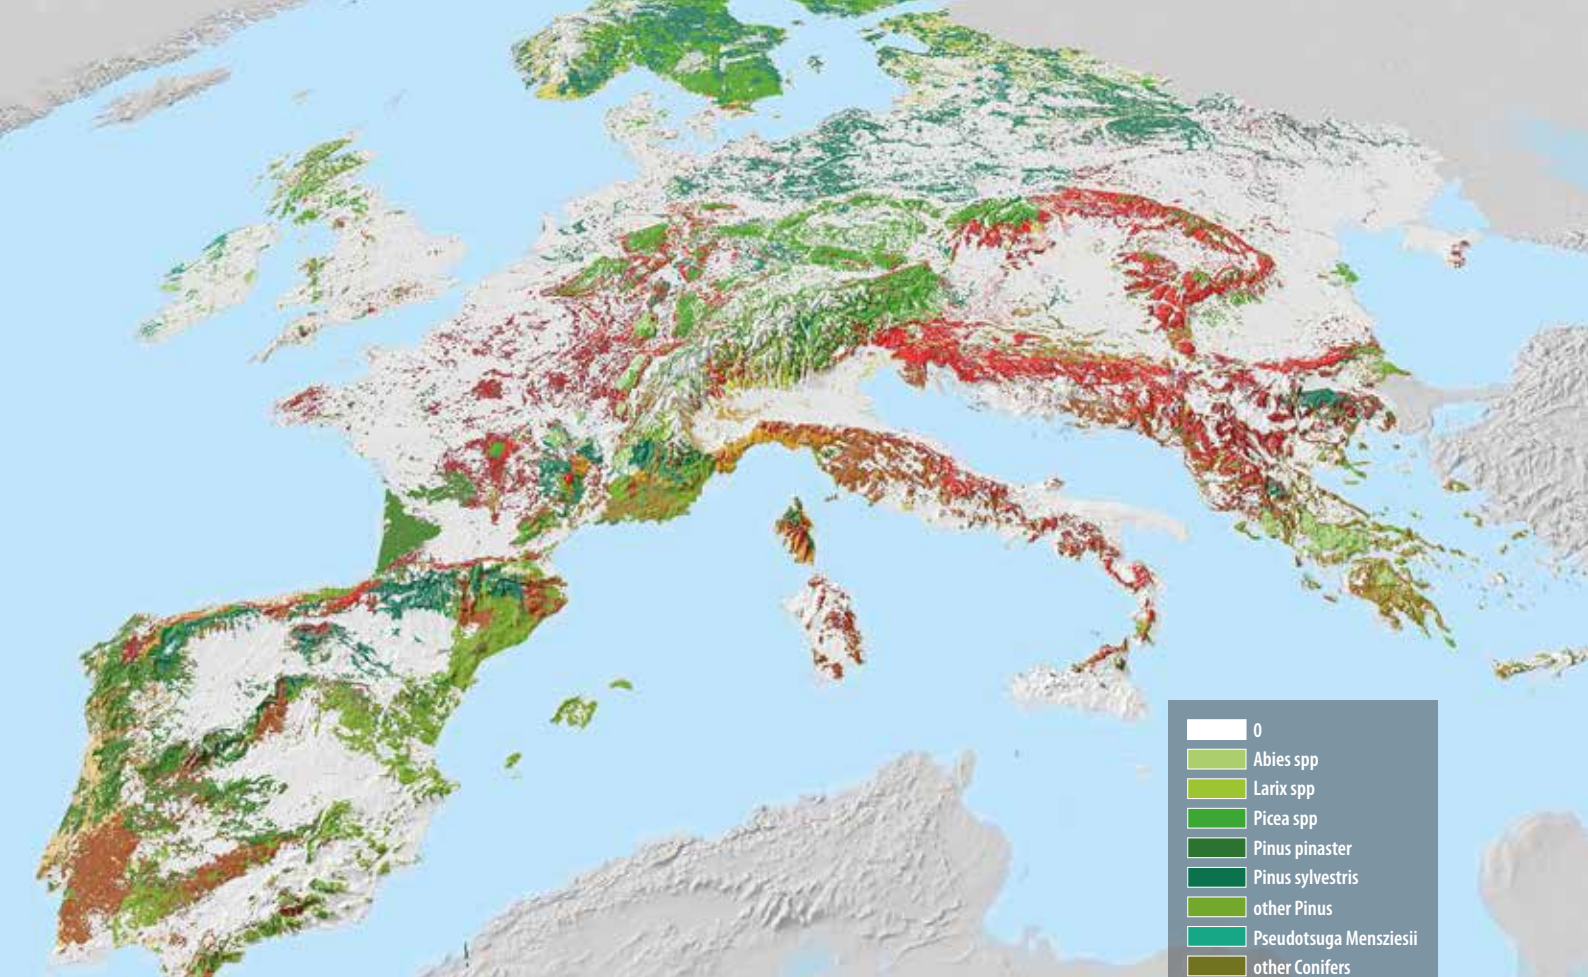 0
Abies spp
Larix spp
Picea spp
Pinus pinaster
Pinus sylvestris
other Pinus
Pseudotsuga Mensziesii
other Conifers